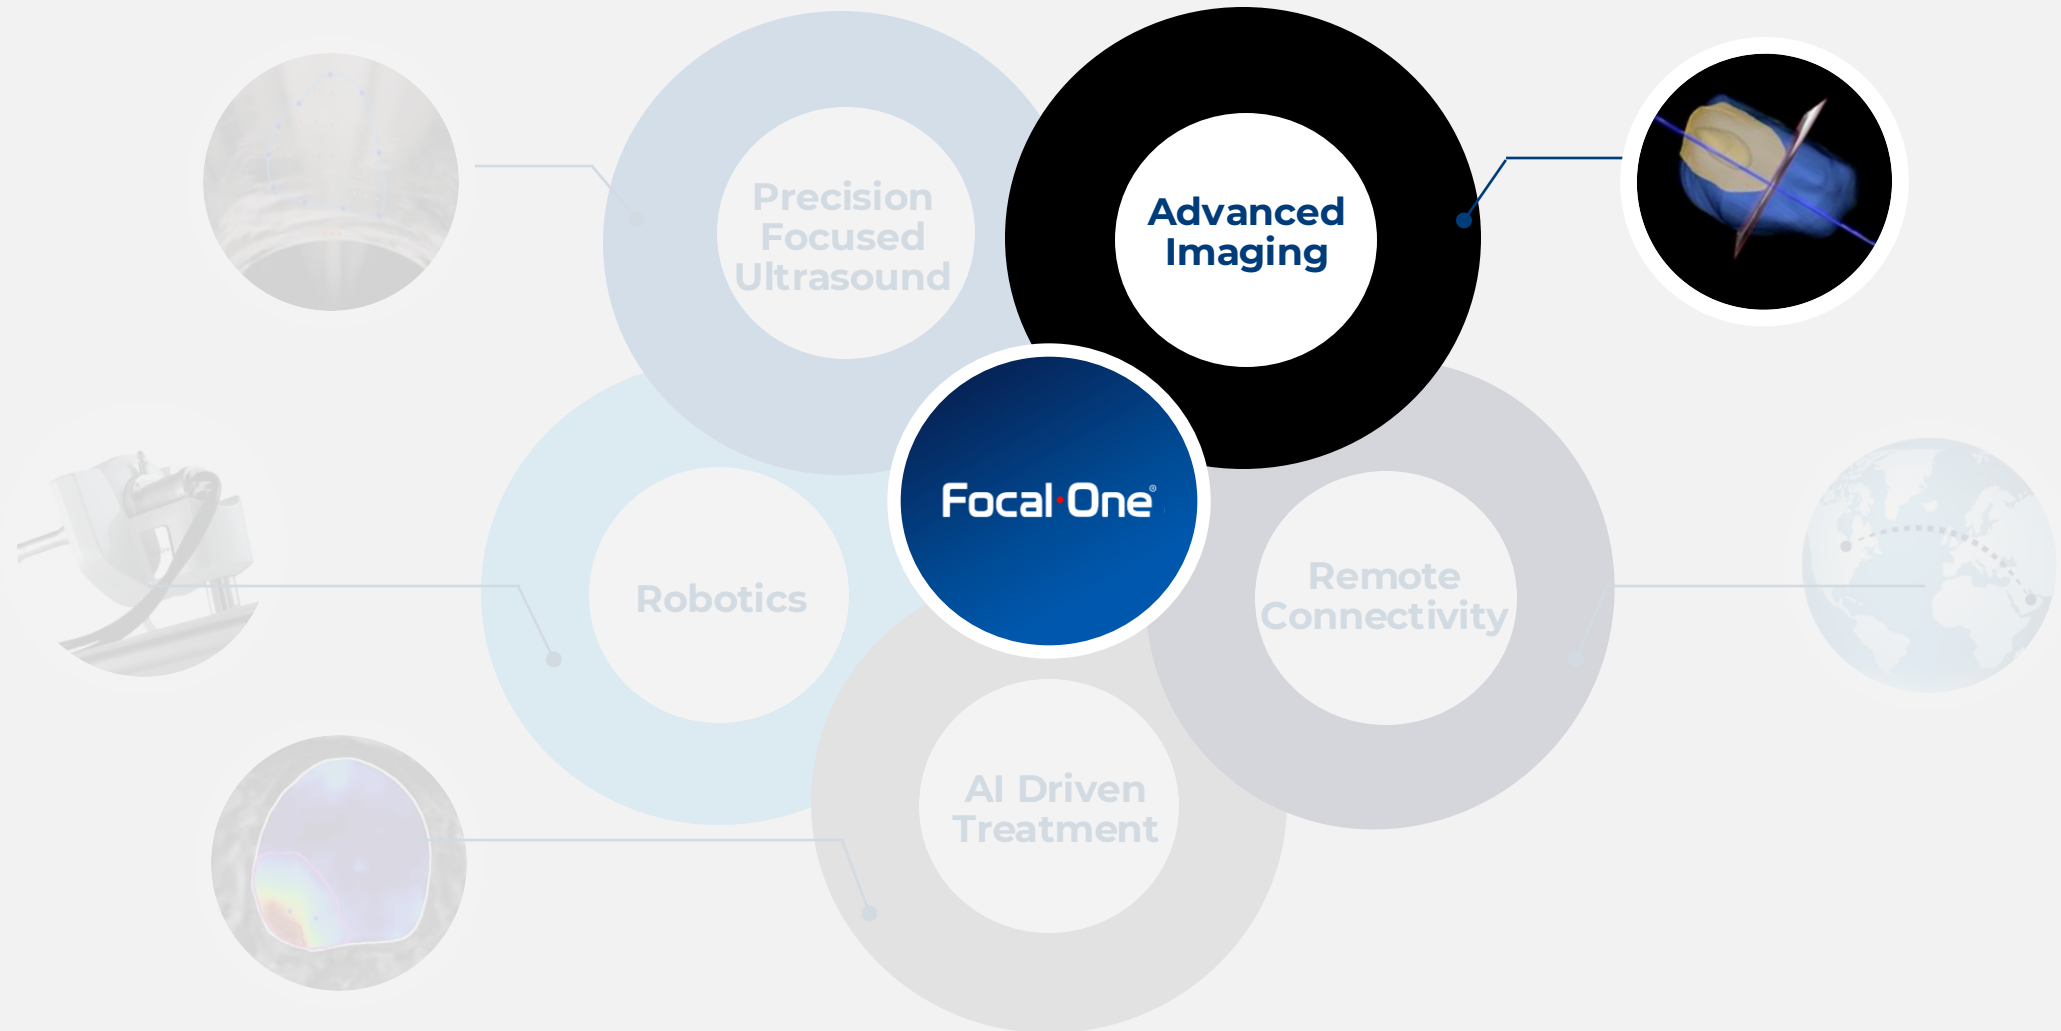 Precision
Focused
Ultrasound
Advanced
Imaging
Focal·One®
Robotics
Remote
Connectivity
AI Driven
Treatment